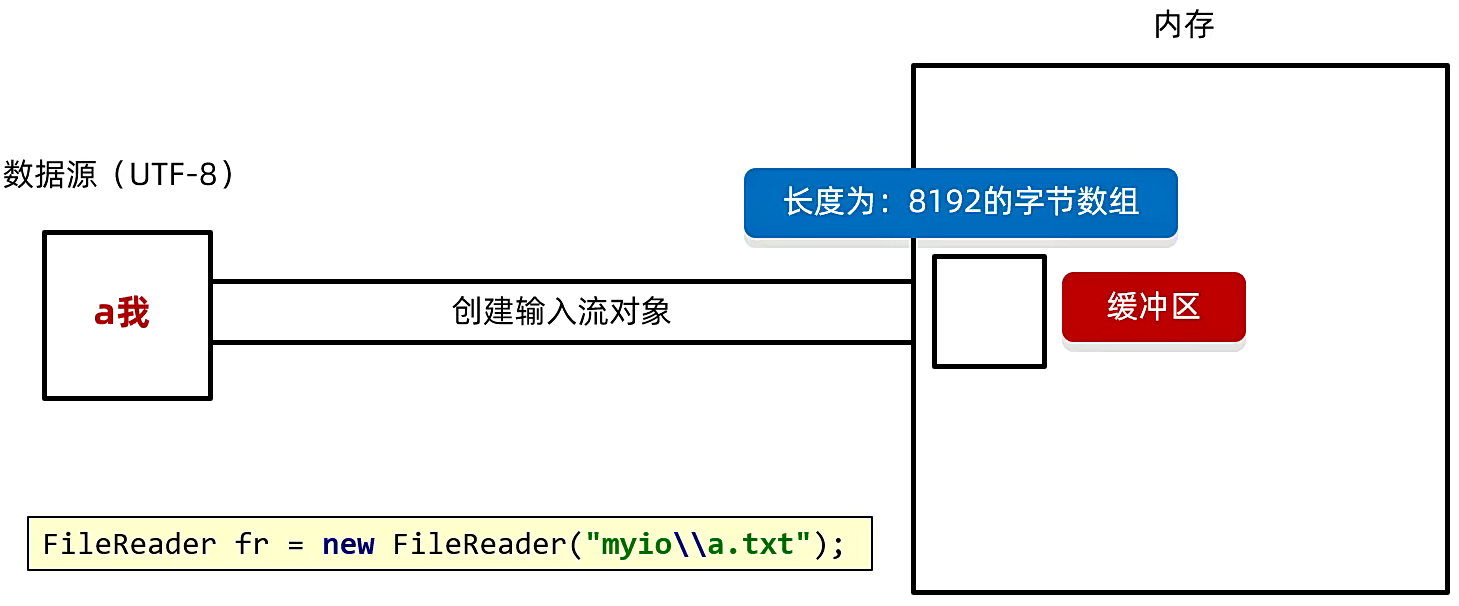 内存
数据源（UTF-8）
长度为：8192的字节数组
a我
创建输入流对象
缓冲区
FileReader fr = new FileReader("myio\\a.txt");